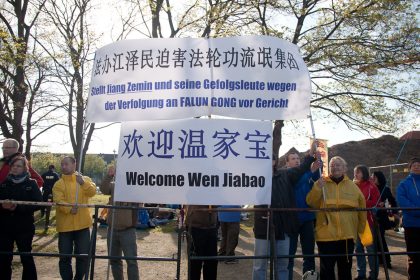 法办江泽民迫害法轮功流氓集团
Stellt Jiang Zemin und seine Gefolgsleute wegen
der Verfolgung an FALUN GONG vor Gericht
欢迎温家宝
Welcome Wen Jiabao